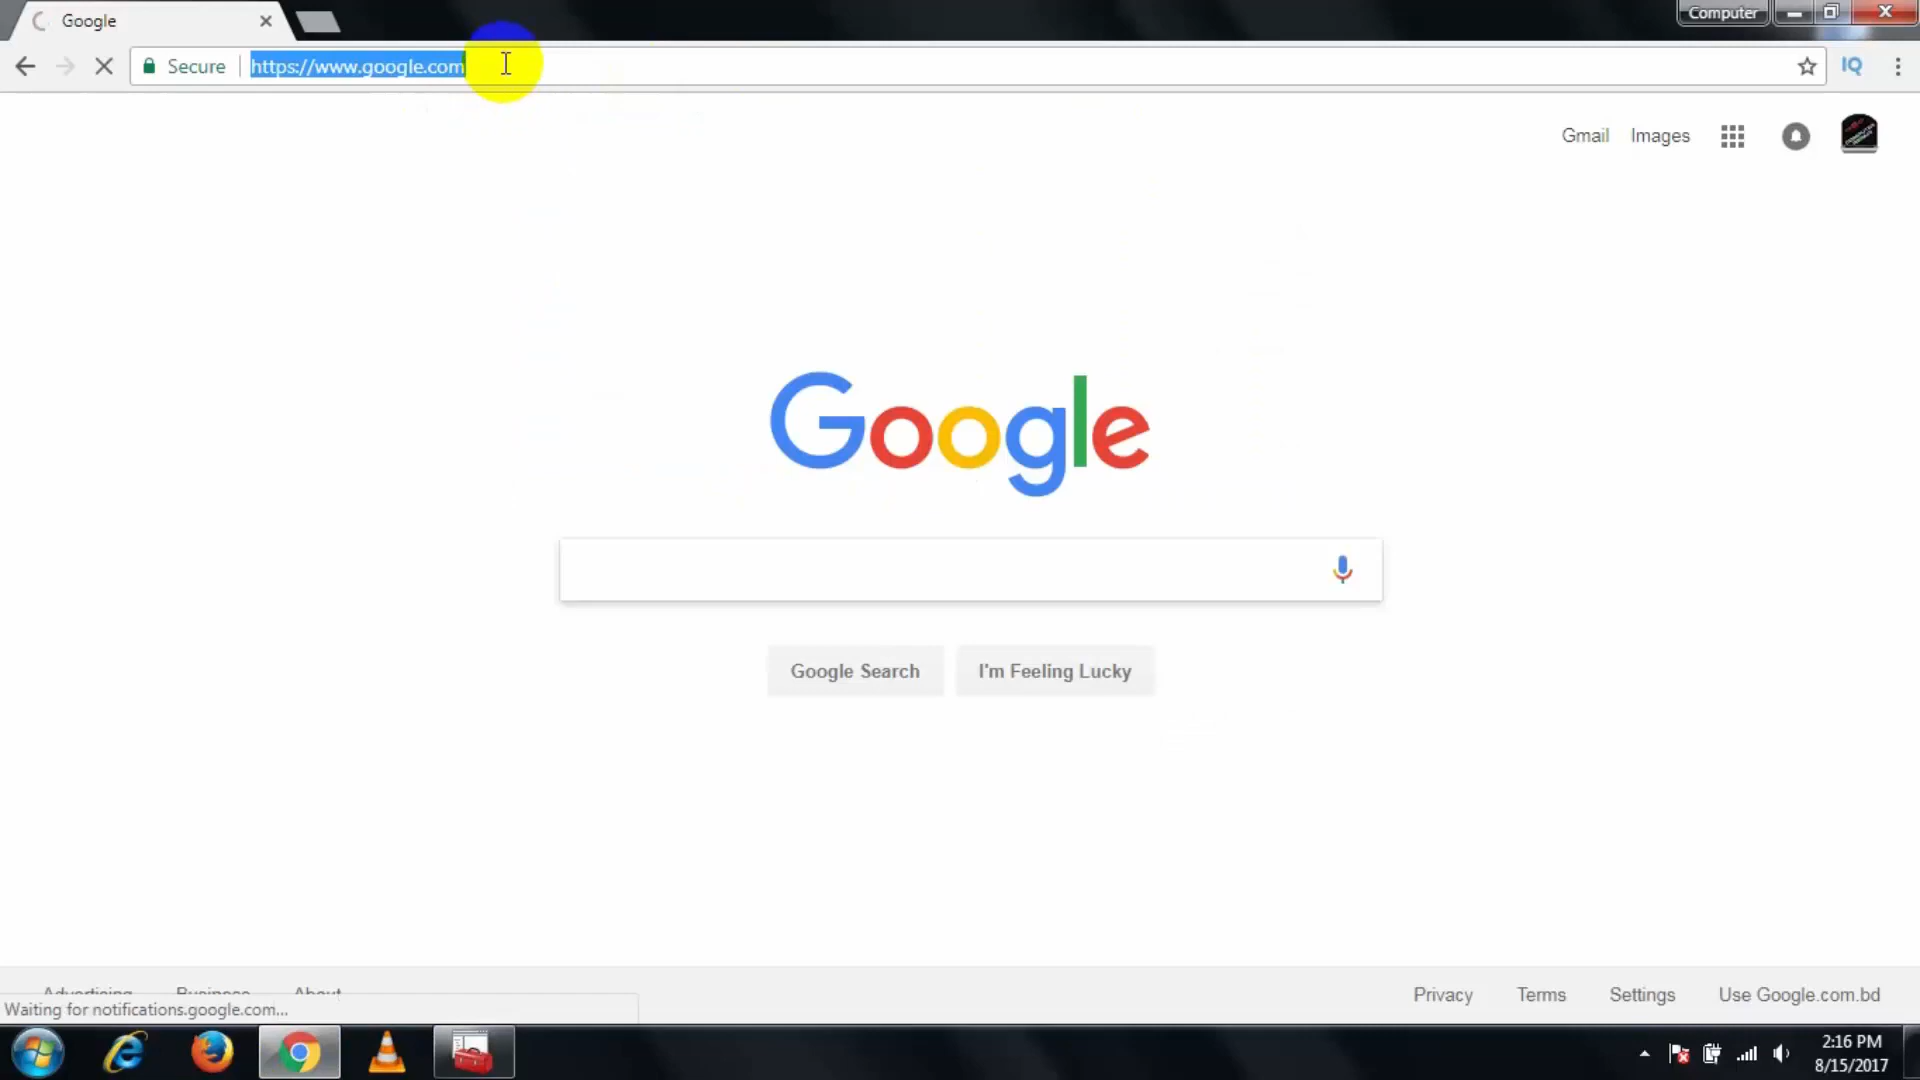 Google
Computer
Secure
https://www.google.com
IQ
Gmail
Images
Google
Google Search
I'm Feeling Lucky
Advertising
Business
About
Privacy
Terms
Settings
Use Google.com.bd
Waiting for notifications.google.com...
2:16 PM
8/15/2017